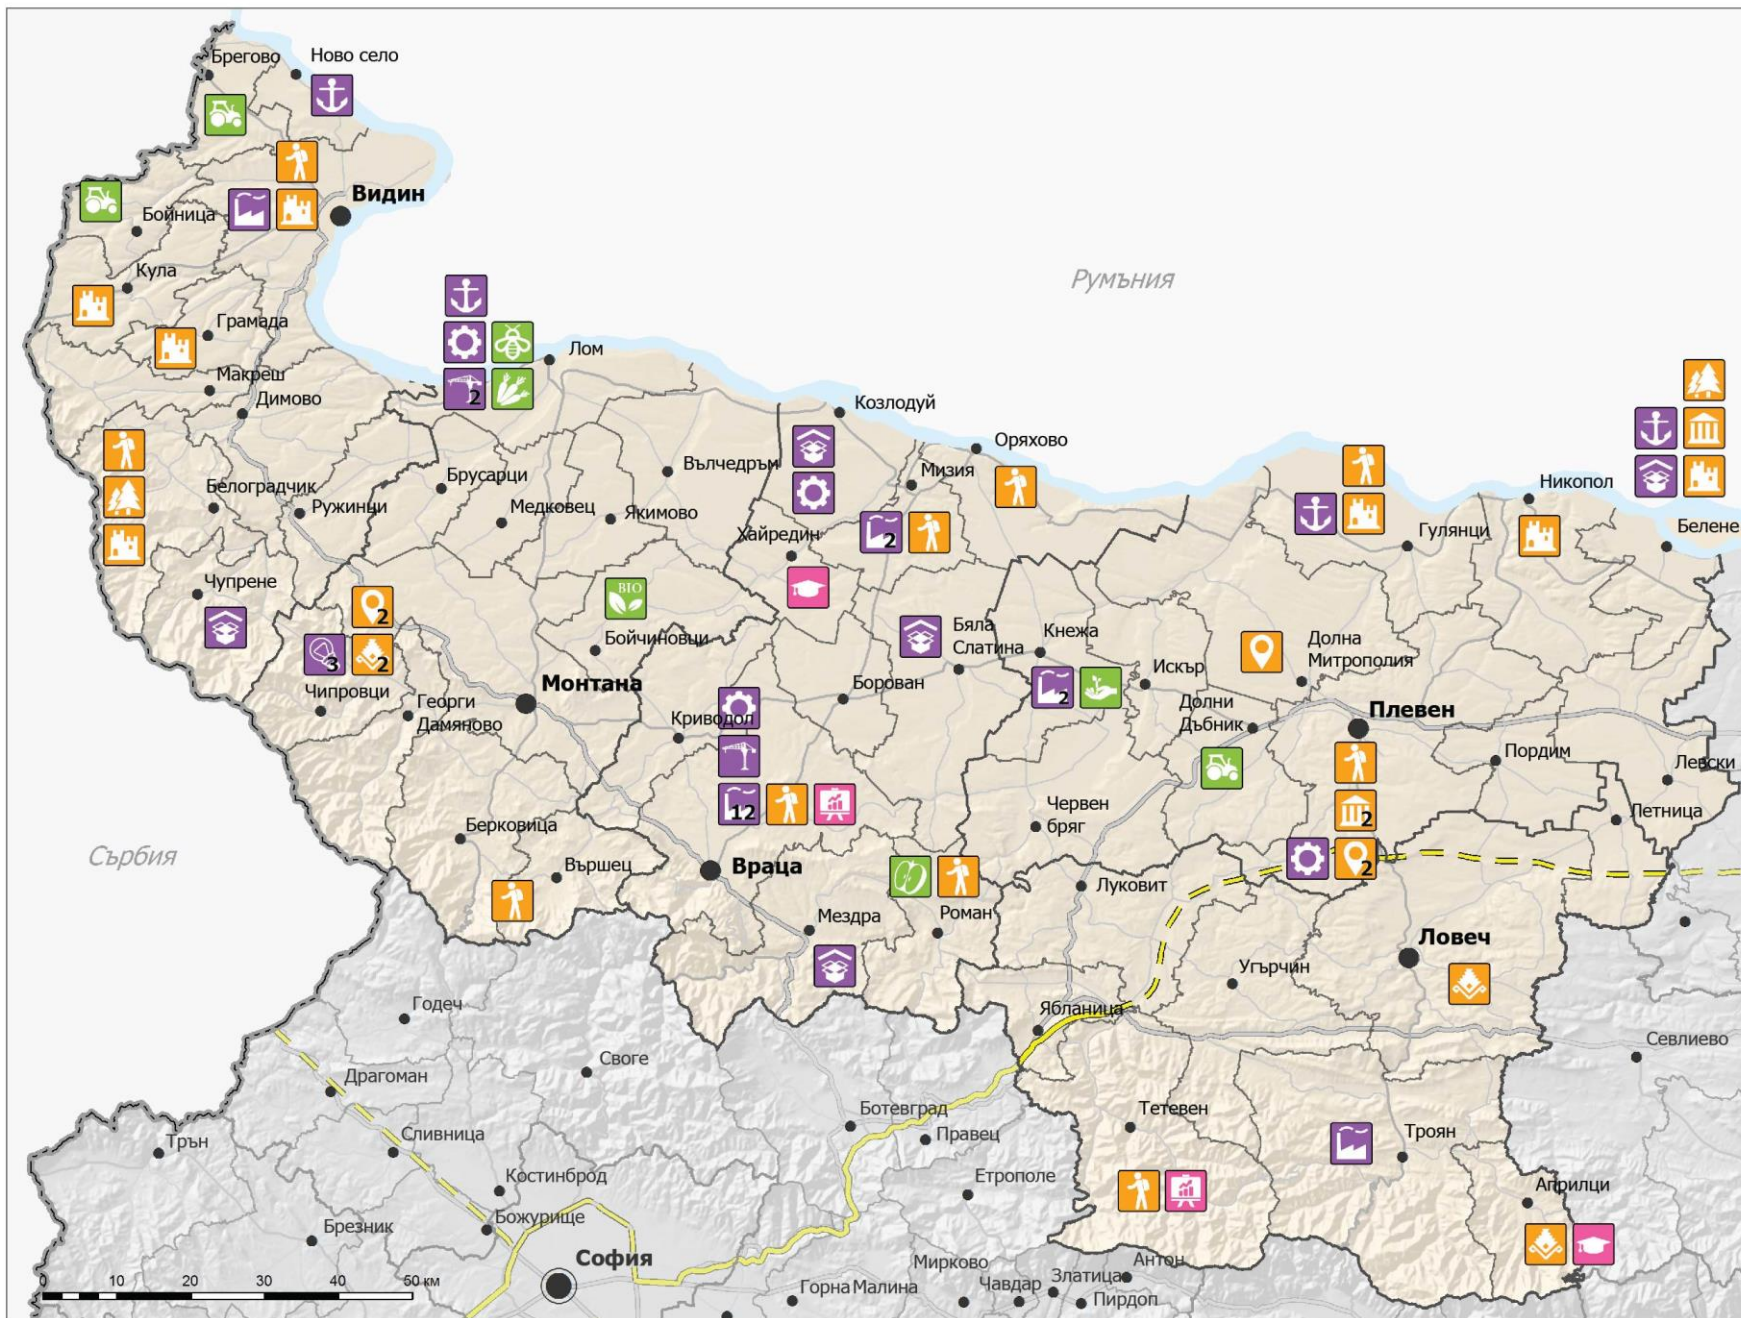 Брегово
Ново село
Видин
Бойница
Кула
Румъния
Грамада
Лом
Макреш
2
Димово
Козлодуй
Оряхово
Вълчедръм
Брусарци
Мизия
Белоградчик
Никопол
Ружинци
Медковец
Якимово
Гулянци
Белене
2
Хайредин
Чупрене
BIO
2
Бяла
Слатина
Кнежа
Бойчиновци
Долна
Митрополия
3
2
Искър
Чипровци
Монтана
Борован
2
Георги
Дамяново
Криводол
Долни
Дъбник
Плевен
Пордим
Левски
12
2
Червен
бряг
Летница
Берковица
Сърбия
Вършец
Враца
2
Луковит
Мездра
Роман
Ловеч
Угърчин
Годеч
Ябланица
Своге
Севлиево
Драгоман
Ботевград
Тетевен
Трън
Сливница
Правец
Троян
Костинброд
Етрополе
Априлци
Брезник
Божурище
София
Мирково
Антон
Златица
0 10 20 30 40 50 км
Горна Малина
Чавдар
Пирдоп